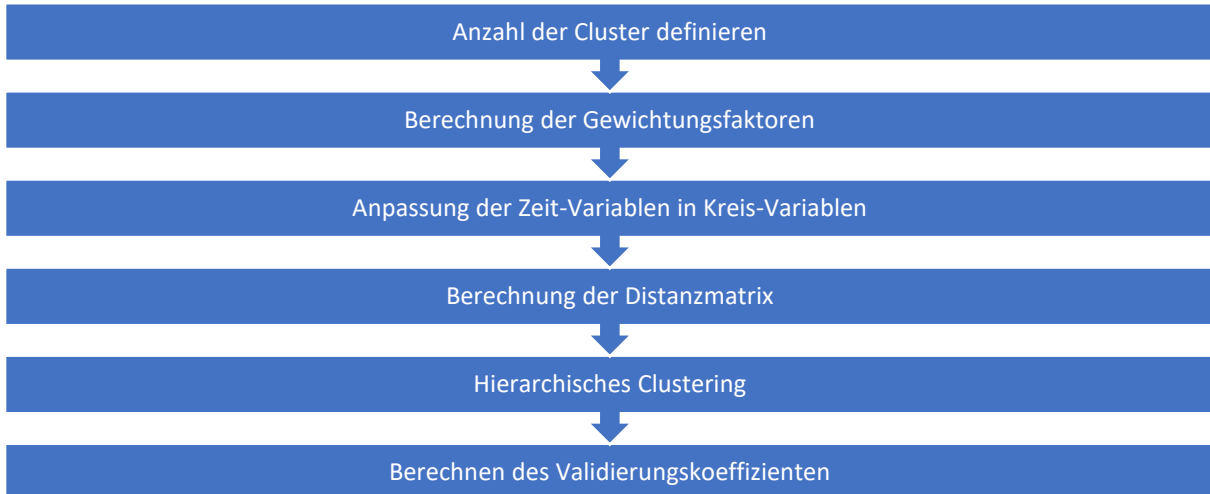 Anzahl der Cluster definieren
Berechnung der Gewichtungsfaktoren
Anpassung der Zeit-Variablen in Kreis-Variablen
Berechnung der Distanzmatrix
Hierarchisches Clustering
Berechnen des Validierungskoeffizienten